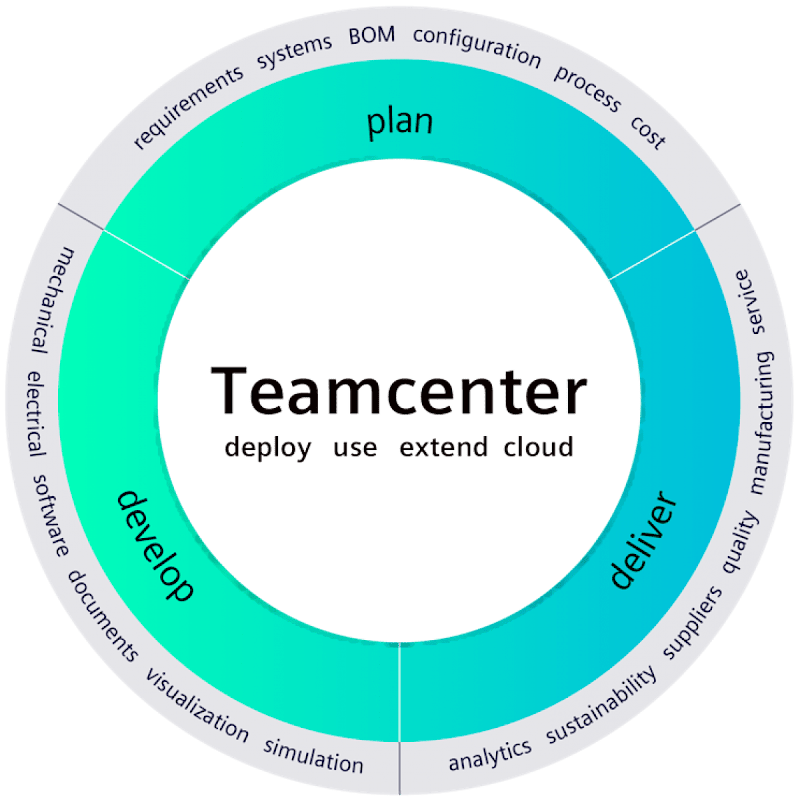 requirements systems BOM configuration process cost
plan
mechanical electrical software documents visualization simulation
develop
Teamcenter
deploy use extend cloud
deliver
analytics sustainability suppliers quality manufacturing service